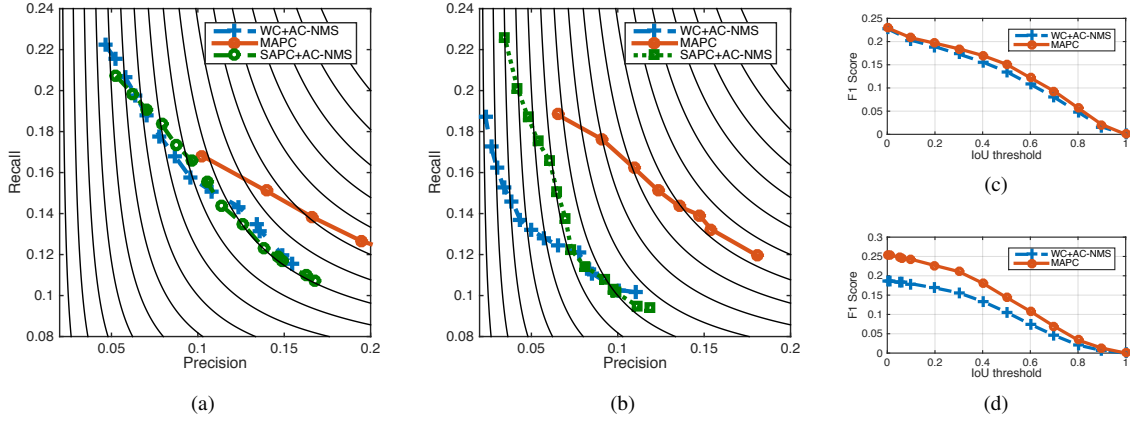 0.24
0.22
0.2
0.18
0.16
0.14
0.12
0.1
0.08
Recall
0.05
0.1
0.15
0.2
Precision
WC+AC-NMS
MAPC
SAPC+AC-NMS
(a)
0.24
0.22
0.2
0.18
0.16
0.14
0.12
0.1
0.08
Recall
0.05
0.1
0.15
0.2
Precision
WC+AC-NMS
MAPC
SAPC+AC-NMS
(b)
0.25
0.2
0.15
0.1
0.05
0
F1 Score
0
0.2
0.4
0.6
0.8
1
IoU threshold
WC+AC-NMS
MAPC
(c)
0.3
0.25
0.2
0.15
0.1
0.05
0
F1 Score
0
0.2
0.4
0.6
0.8
1
IoU threshold
WC+AC-NMS
MAPC
(d)